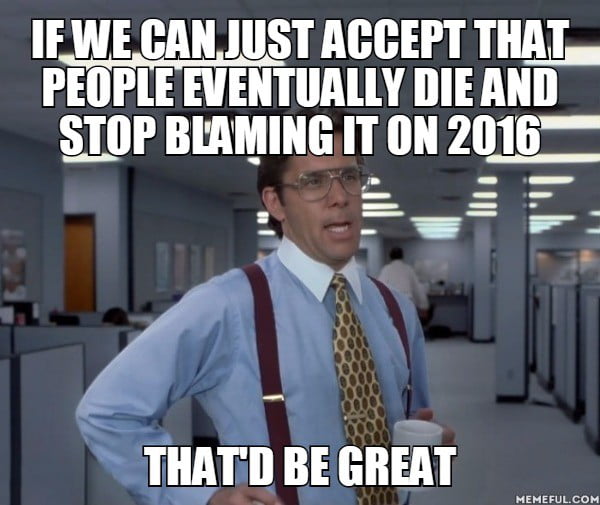 IF WE CAN JUST ACCEPT THAT
PEOPLE EVENTUALLY DIE AND
STOP BLAMING IT ON 2016
THAT'D BE GREAT
MEMEFUL.COM